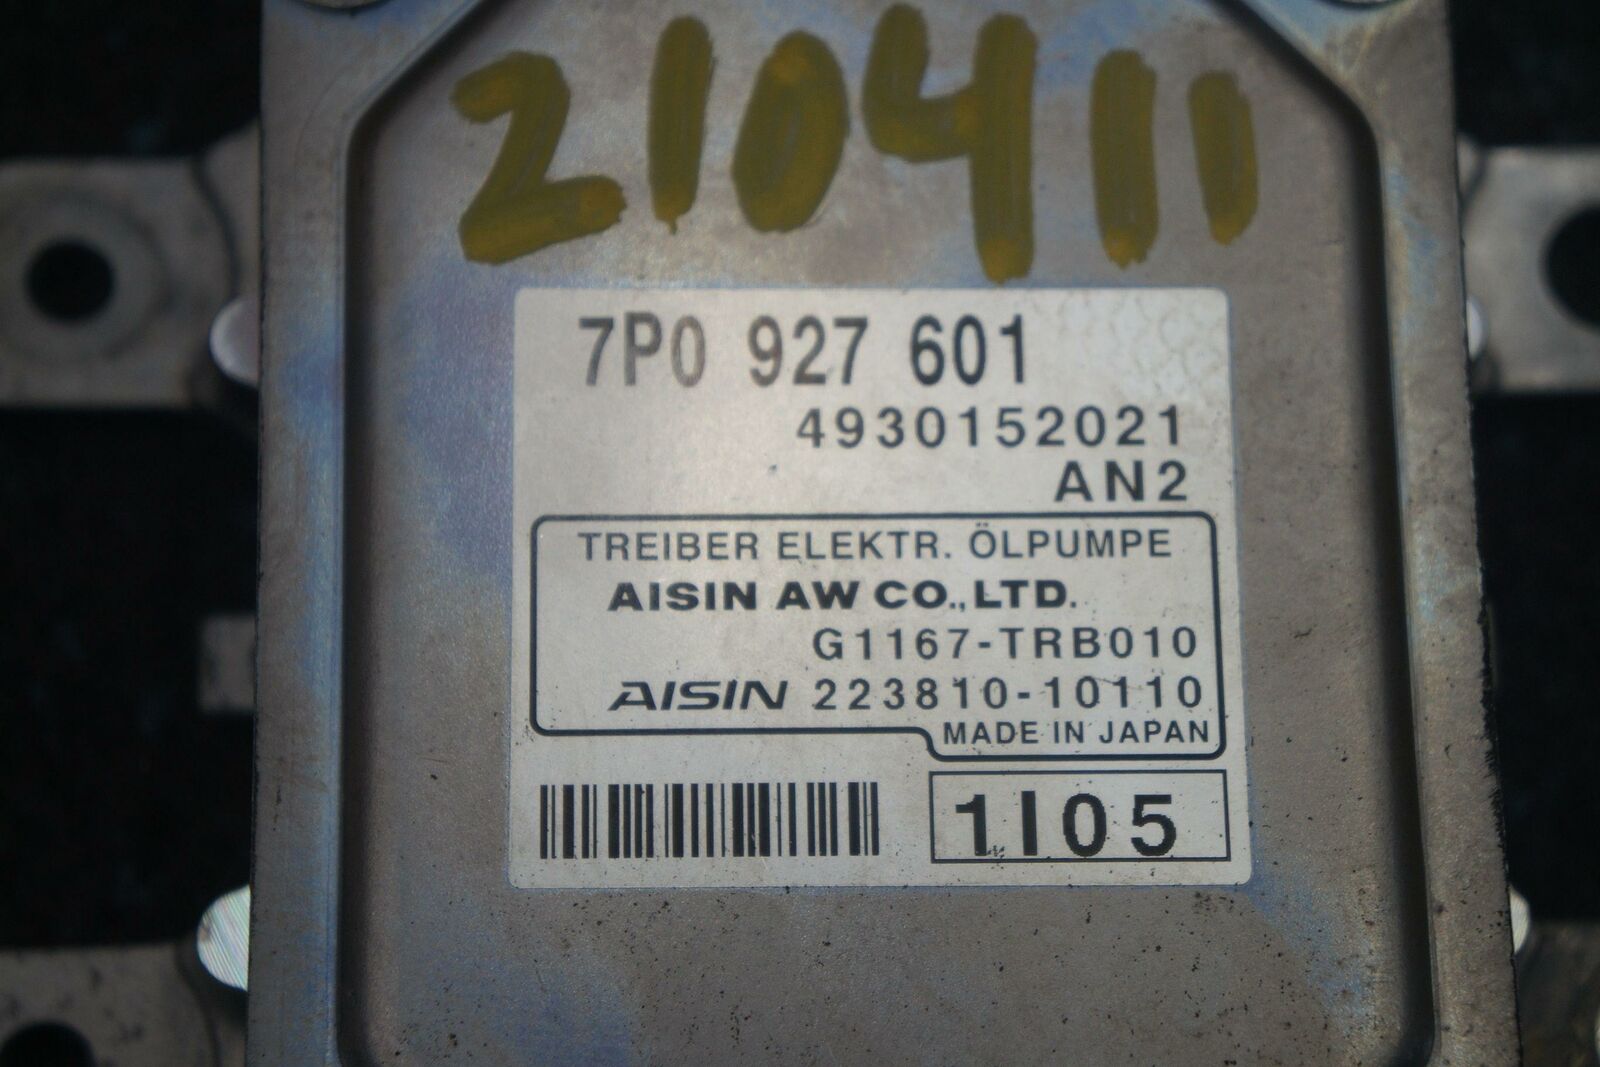 210411
7P0 927 601
4930152021
AN2
TREIBER ELEKTR. ÖLPUMPE
AISIN AW CO.,LTD.
G1167-TRB010
AISIN 223810-10110
MADE IN JAPAN
1I05